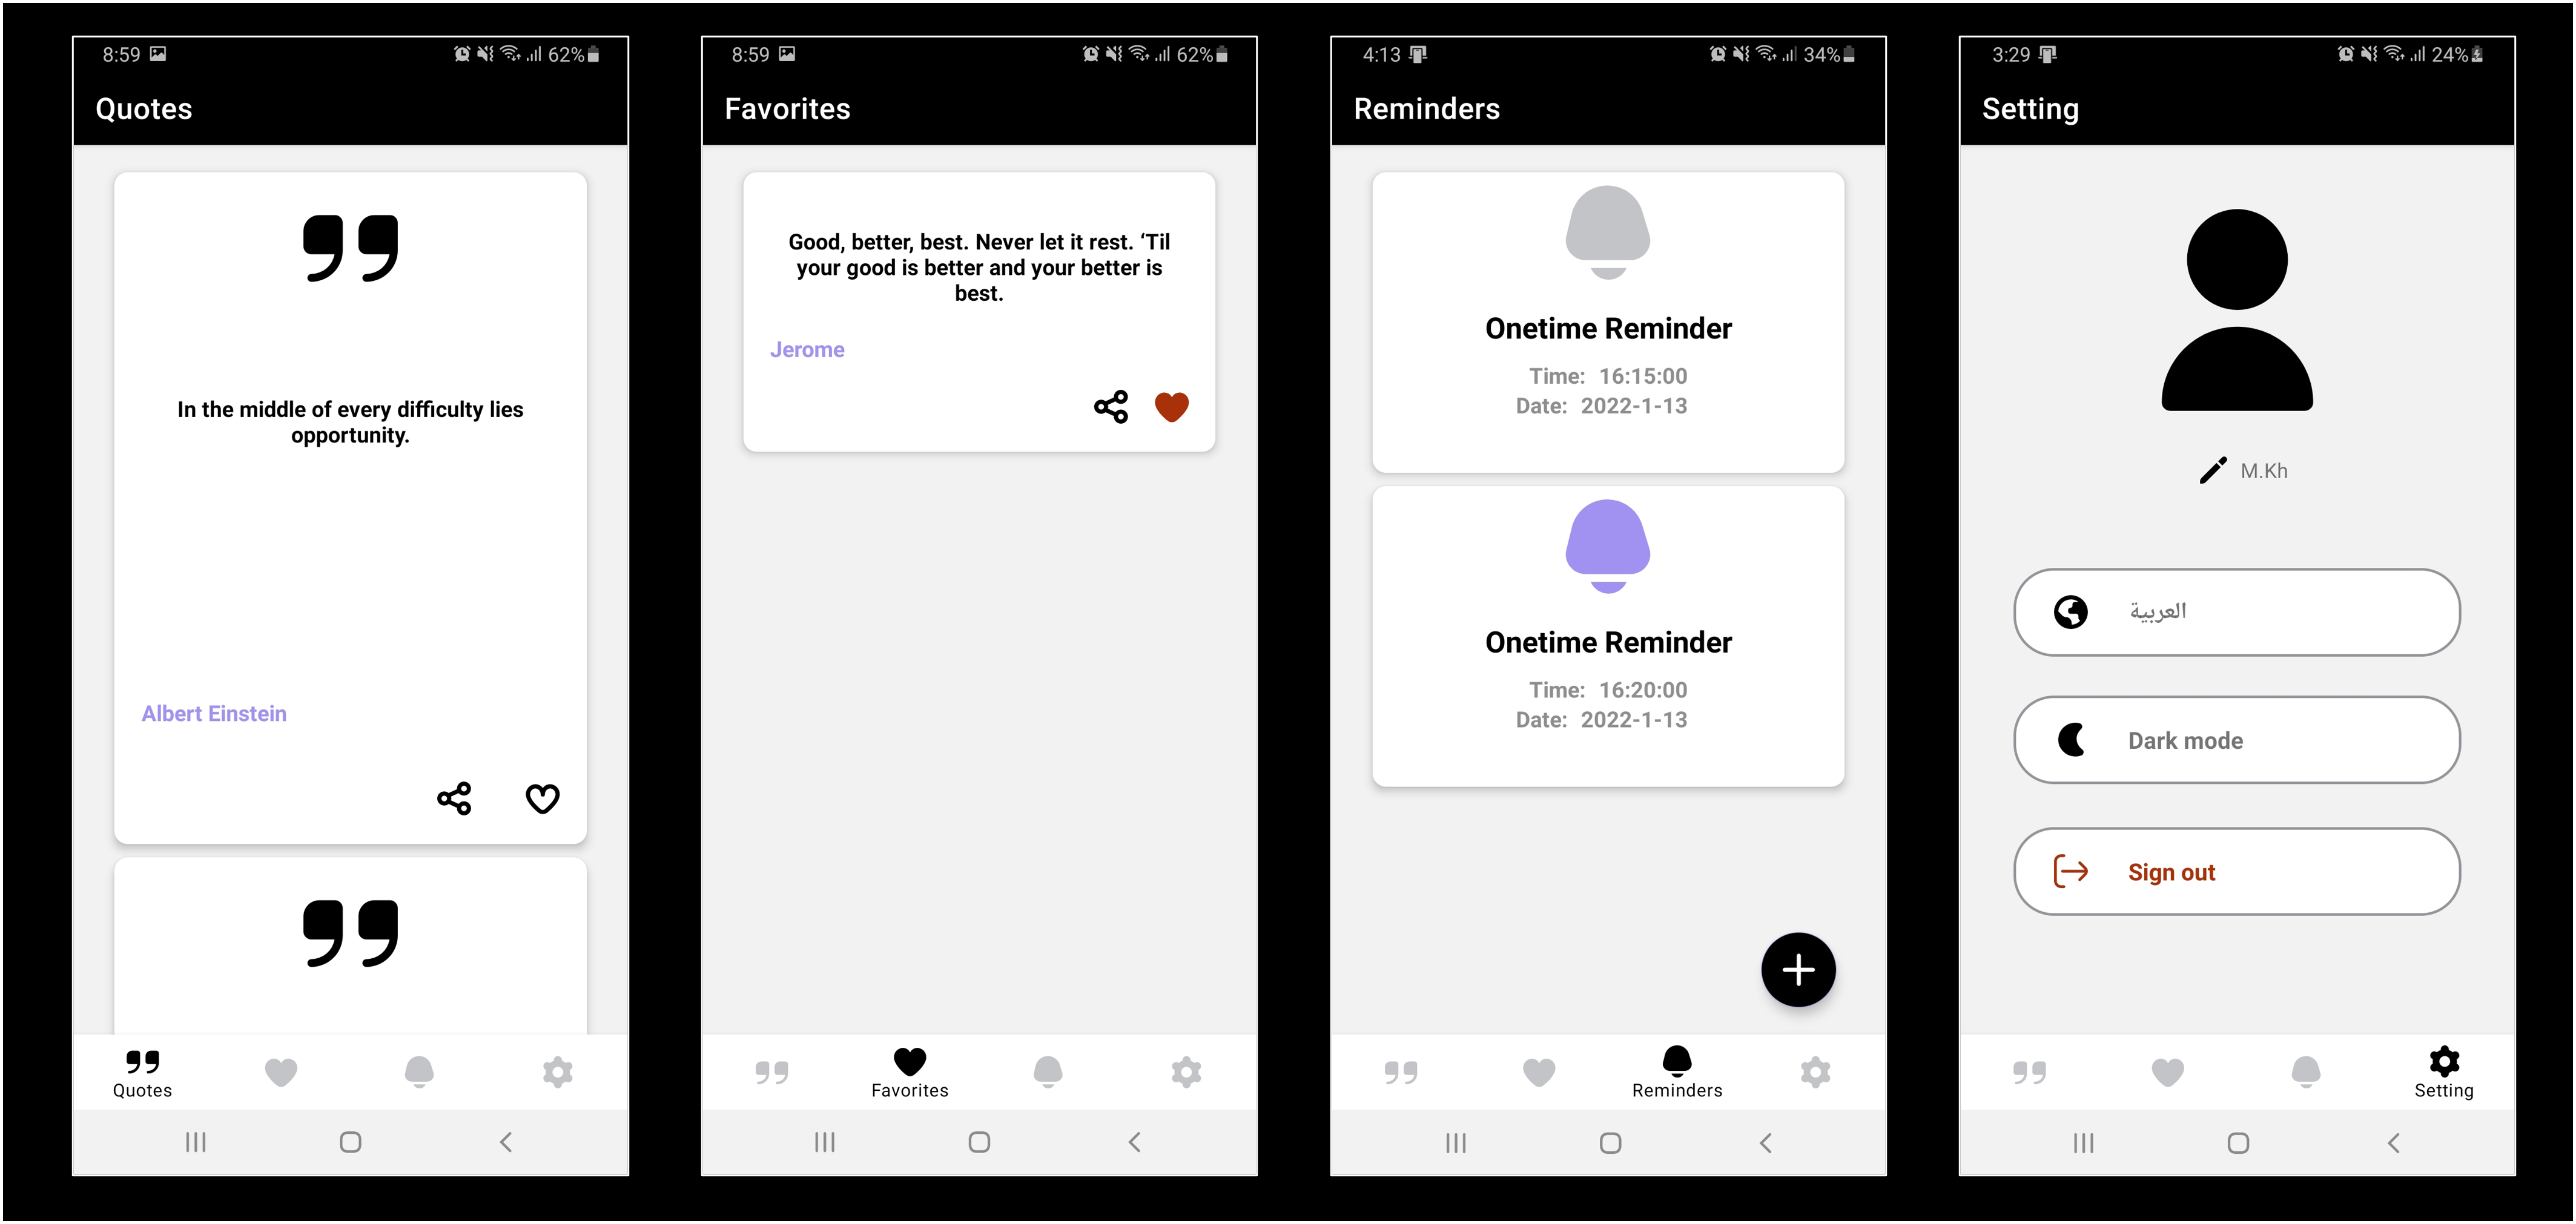 8:59 62%
Quotes
In the middle of every difficulty lies
opportunity.
Albert Einstein
Quotes
8:59 62%
Favorites
Good, better, best. Never let it rest. ‘Til
your good is better and your better is
best.
Jerome
Favorites
4:13 34%
Reminders
Onetime Reminder
Time: 16:15:00
Date: 2022-1-13
Onetime Reminder
Time: 16:20:00
Date: 2022-1-13
Reminders
3:29 24%
Setting
M.Kh
العربية
Dark mode
Sign out
Setting